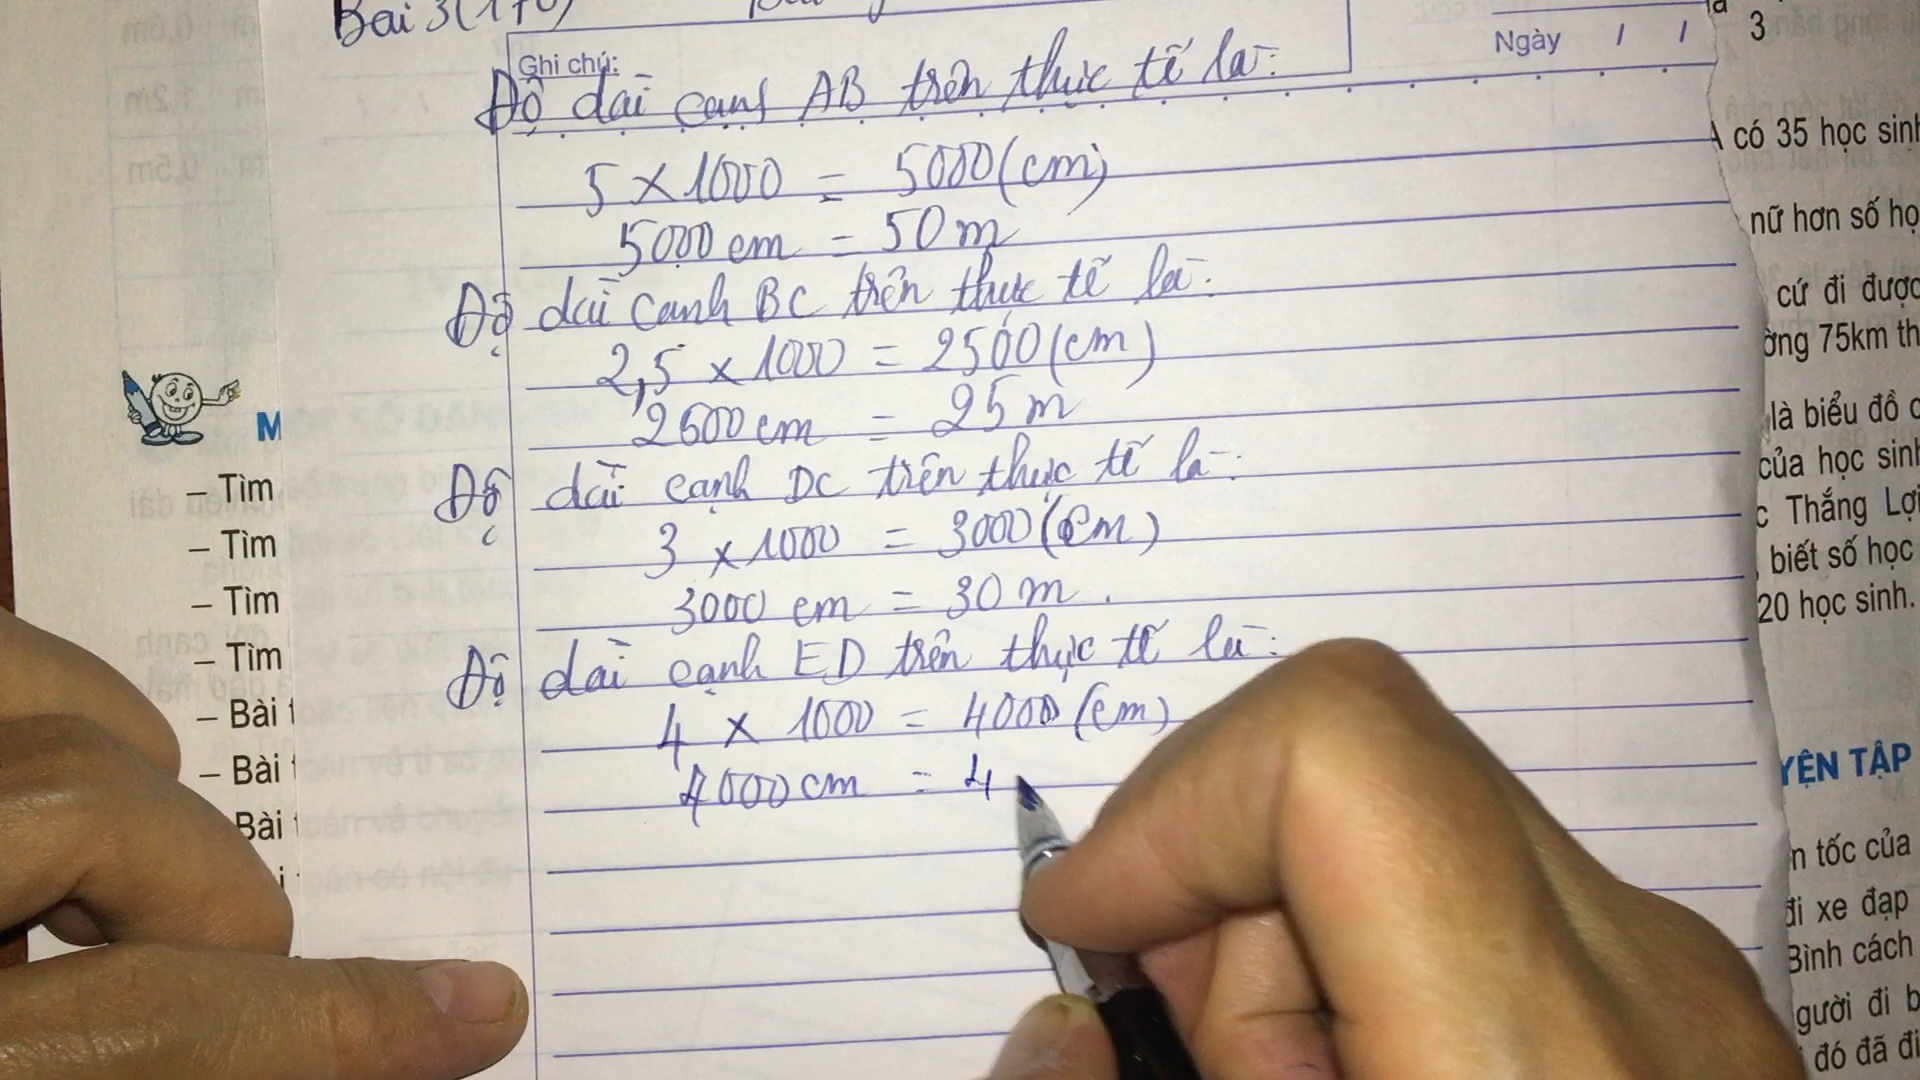 Bài 3 (170)
Ghi chú:
Ngày / /
Độ dài cạnh AB trên thực tế là:
5 x 1000 = 5000 (cm)
5000 cm = 50 m
Độ dài cạnh BC trên thực tế là:
2,5 x 1000 = 2500 (cm)
2500 cm = 25 m
Độ dài cạnh DC trên thực tế là:
3 x 1000 = 3000 (cm)
3000 cm = 30 m.
Độ dài cạnh ED trên thực tế là:
4 x 1000 = 4000 (cm)
4000 cm = 4
M
– Tìm
– Tìm
– Tìm
– Tìm
– Bài t
– Bài t
Bài t
3
có 35 học sinh
nữ hơn số họ
cứ đi được
ờng 75km th
là biểu đồ c
của học sinh
c Thắng Lợi
biết số học
20 học sinh.
YỆN TẬP
n tốc của
đi xe đạp
Bình cách
gười đi b
đó đã đi